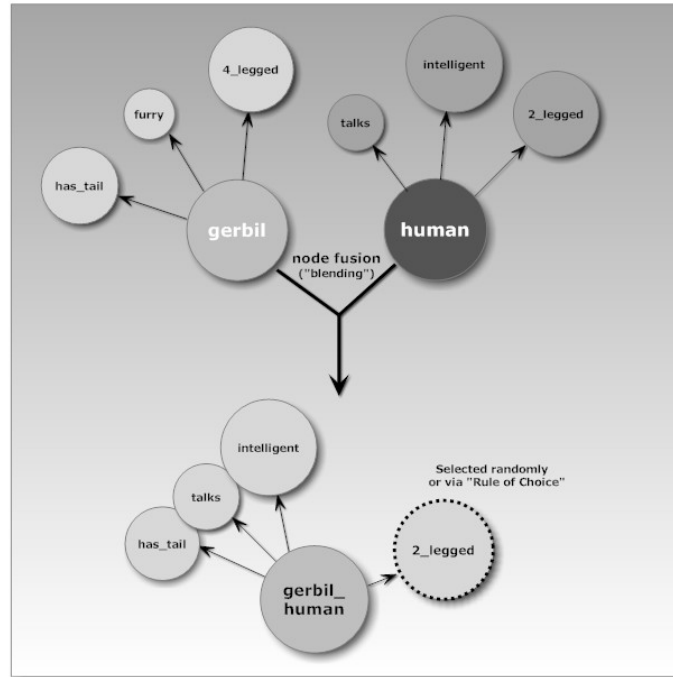 4_legged
intelligent
furry
talks
2_legged
has_tail
gerbil
human
node fusion
("blending")
intelligent
Selected randomly
or via "Rule of Choice"
talks
has_tail
2_legged
gerbil_
human